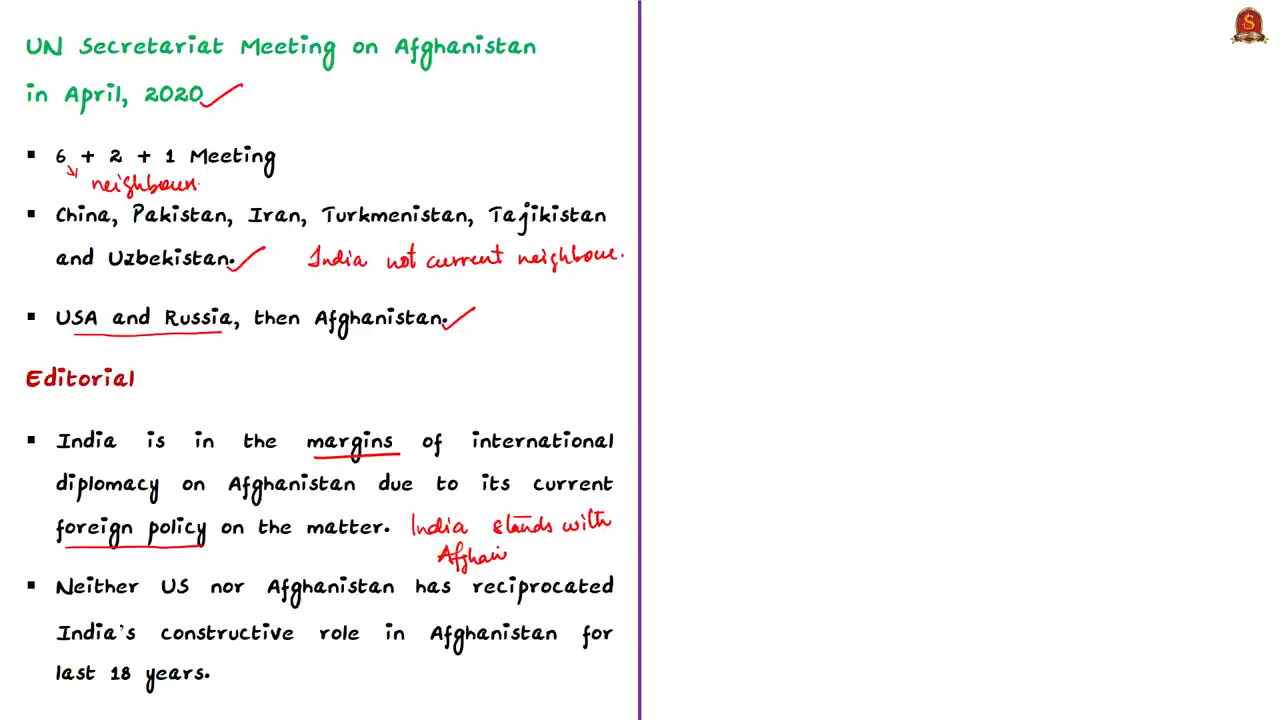 UN Secretariat Meeting on Afghanistan
in April, 2020
▪ 6 + 2 + 1 Meeting
neighbour
▪ China, Pakistan, Iran, Turkmenistan, Tajikistan
and Uzbekistan. India not current neighbour.
▪ USA and Russia, then Afghanistan.
Editorial
▪ India is in the margins of international
diplomacy on Afghanistan due to its current
foreign policy on the matter. India stands with
Afghan
▪ Neither US nor Afghanistan has reciprocated
India's constructive role in Afghanistan for
last 18 years.
S